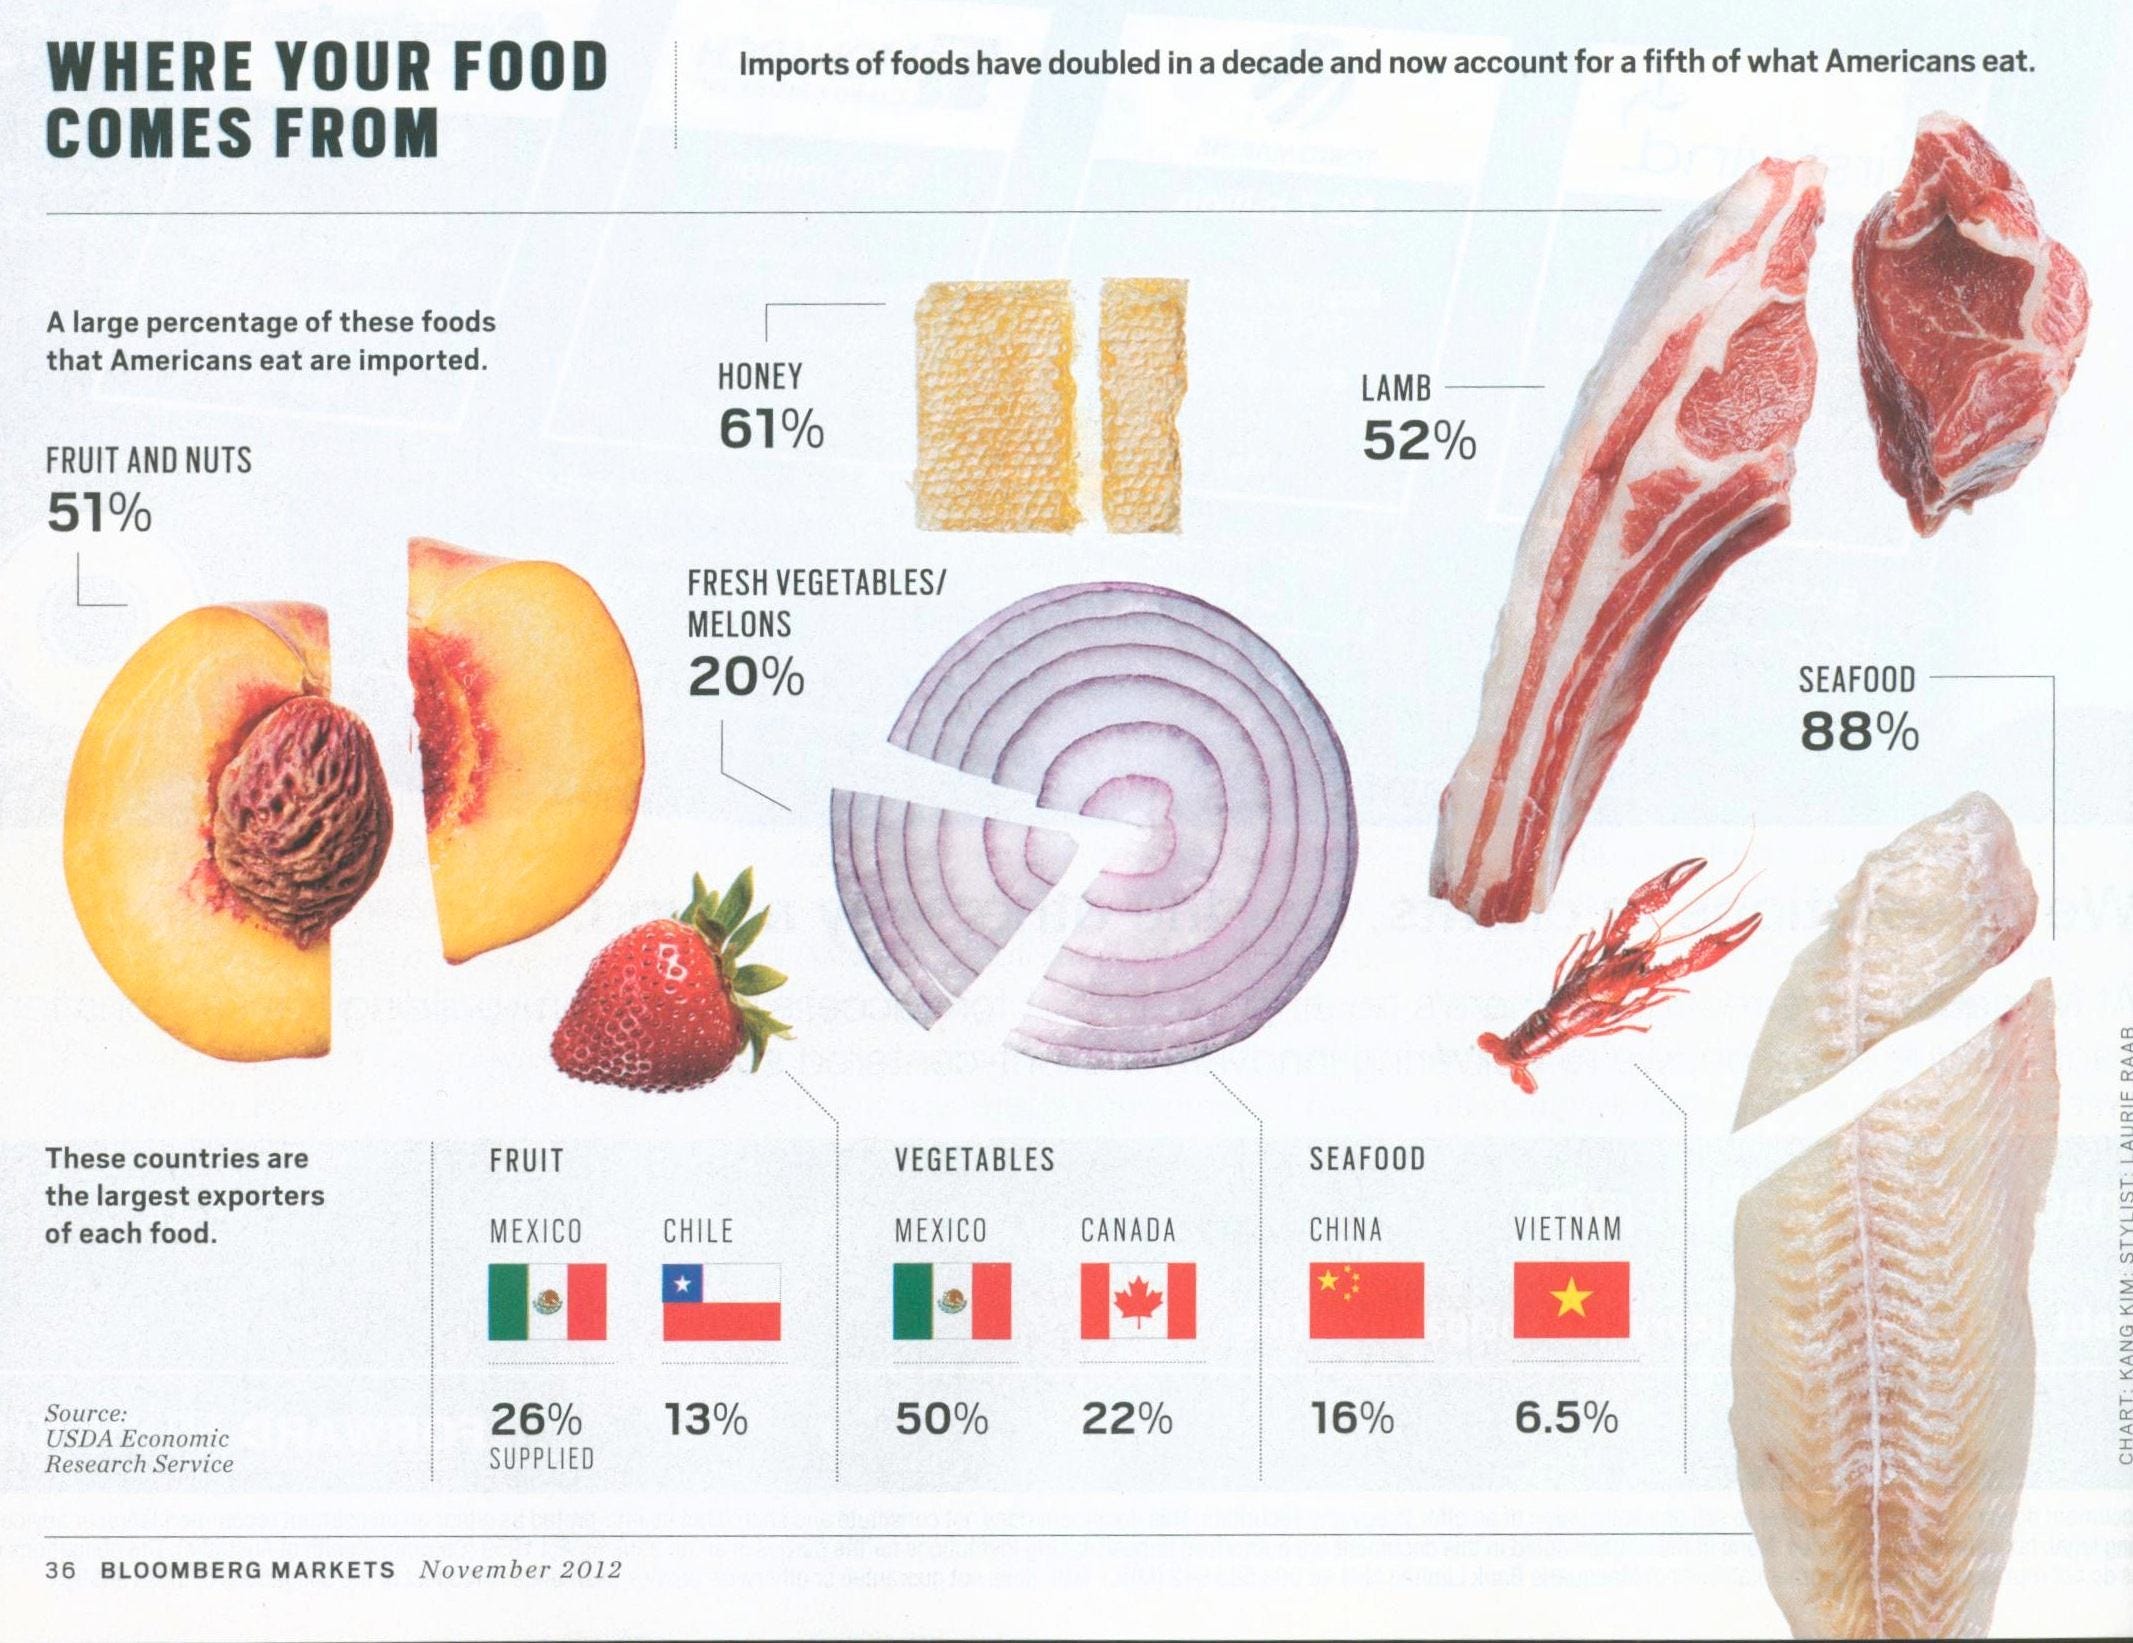 WHERE YOUR FOOD
COMES FROM
Imports of foods have doubled in a decade and now account for a fifth of what Americans eat.
A large percentage of these foods
that Americans eat are imported.
FRUIT AND NUTS
51%
HONEY
61%
LAMB
52%
FRESH VEGETABLES/
MELONS
20%
SEAFOOD
88%
These countries are
the largest exporters
of each food.
FRUIT
MEXICO
CHILE
26%
SUPPLIED
13%
VEGETABLES
MEXICO
CANADA
50%
22%
SEAFOOD
CHINA
VIETNAM
16%
6.5%
Source:
USDA Economic
Research Service
CHART: KANG KIM; STYLIST: LAURIE RAAB
36 BLOOMBERG MARKETS November 2012